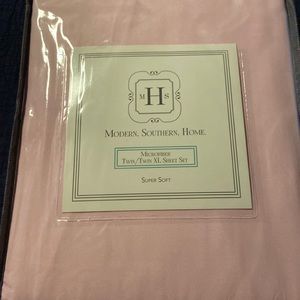 M H S
Modern. Southern. Home.
Microfiber
Twin/Twin XL Sheet Set
Super Soft